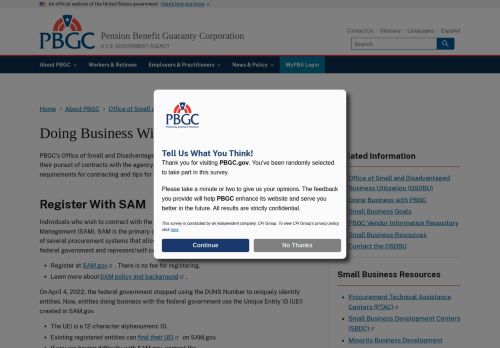 An official website of the United States government Here's how you know
PBGC
Pension Benefit Guaranty Corporation
A U.S. GOVERNMENT AGENCY
Contact Us Glossary Languages Español
Search
About PBGC Workers & Retirees Employers & Practitioners News & Policy MyPBA Login
Home About PBGC Office of Small
Doing Business Wi
PBGC's Office of Small and Disadvantaged
their pursuit of contracts with the agency.
requirements for contracting and tips for
Register With SAM
Individuals who wish to contract with the
Management (SAM). SAM is the primary
of several procurement systems that allow
federal government and represent/self-c
Register at SAM.gov . There is no fee for registering.
Learn more about SAM policy and background .
On April 4, 2022, the federal government stopped using the DUNS Number to uniquely identify
entities. Now, entities doing business with the federal government use the Unique Entity ID (UEI)
created in SAM.gov.
The UEI is a 12-character alphanumeric ID.
Existing registered entities can find their UEI on SAM.gov.
PBGC
Protecting America's Pensions
Tell Us What You Think!
Thank you for visiting PBGC.gov. You've been randomly selected
to take part in this survey.
Please take a minute or two to give us your opinions. The feedback
you provide will help PBGC enhance its website and serve you
better in the future. All results are strictly confidential.
This survey is conducted by an independent company, CFI Group. To view CFI Group's privacy policy,
click here.
Continue
No Thanks
lated Information
Office of Small and Disadvantaged
Business Utilization (OSDBU)
Doing Business and Services with
Small Business Goals
PBGC Vendor Information Repository
Small Business Resources
Contact the OSDBU
Small Business Resources
Procurement Technical Assistance
Centers (PTAC)
Small Business Development Centers
(SBDC)
Minority Business Development